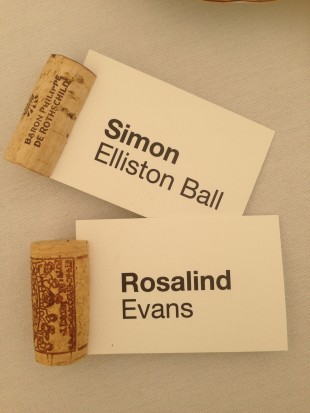 BARON PHILIPPE
DE ROTHSCHILD
Simon
Elliston Ball
Rosalind
Evans